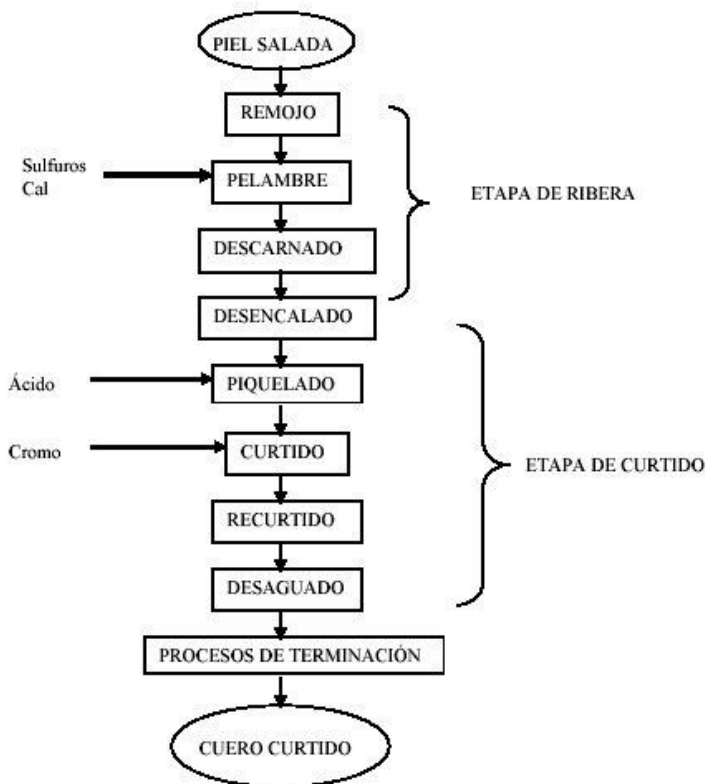 PIEL SALADA
REMOJO
Sulfuros
Cal
PELAMBRE
ETAPA DE RIBERA
DESCARNADO
DESENCALADO
Ácido
PIQUELADO
Cromo
CURTIDO
ETAPA DE CURTIDO
RECURTIDO
DESAGUADO
PROCESOS DE TERMINACIÓN
CUERO CURTIDO